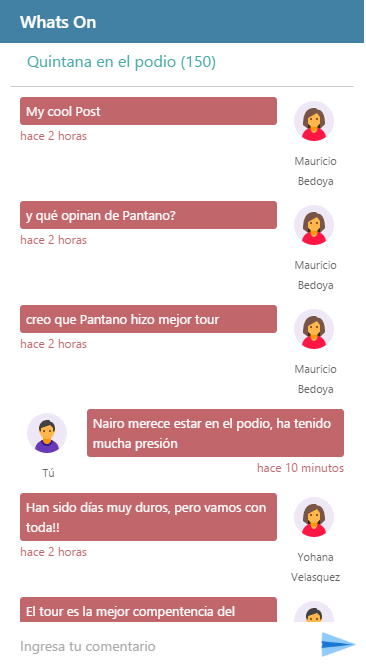 Whats On
Quintana en el podio (150)
My cool Post
hace 2 horas
Mauricio
Bedoya
y qué opinan de Pantano?
hace 2 horas
Mauricio
Bedoya
creo que Pantano hizo mejor tour
hace 2 horas
Mauricio
Bedoya
Nairo merece estar en el podio, ha tenido
mucha presión
hace 10 minutos
Tú
Han sido días muy duros, pero vamos con
toda!!
hace 2 horas
Yohana
Velasquez
El tour es la mejor compentencia del
Ingresa tu comentario